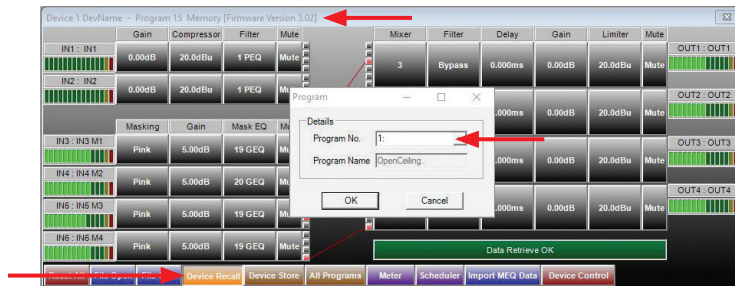 Device 1 DevName - Program 15 Memory [Firmware Version 3.02]
Gain Compressor Filter Mute Mixer Filter Delay Gain Limiter Mute
IN1 : IN1 0.00dB 20.0dBu 1 PEQ Mute 3 Bypass 0.000ms 0.00dB 20.0dBu Mute OUT1 : OUT1
IN2 : IN2 0.00dB 20.0dBu 1 PEQ .000ms 0.00dB 20.0dBu Mute OUT2 : OUT2
Program
Details
Program No. 1:
Program Name OpenCeiling.
OK Cancel
Masking Gain Mask EQ
IN3 : IN3 M1 Pink 5.00dB 19 GEQ .000ms 0.00dB 20.0dBu Mute OUT3 : OUT3
IN4 : IN4 M2 Pink 5.00dB 20 GEQ
IN5 : IN5 M3 Pink 5.00dB 19 GEQ .000ms 0.00dB 20.0dBu Mute OUT4 : OUT4
IN6 : IN6 M4 Pink 5.00dB 19 GEQ Mute Data Retrieve OK
Device Recall Device Store All Programs Meter Scheduler Import MEQ Data Device Control